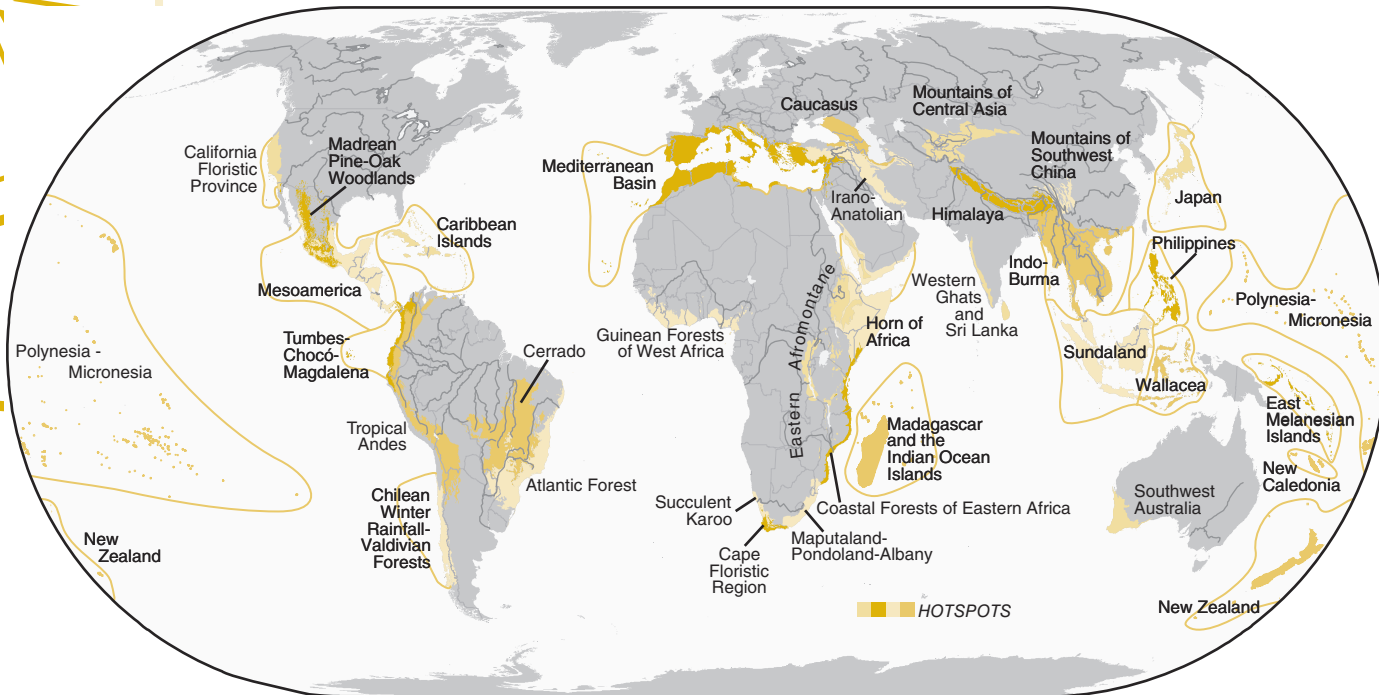 Caucasus
Mountains of
Central Asia
Mountains of
Southwest
China
California
Floristic
Province
Madrean
Pine-Oak
Woodlands
Mediterranean
Basin
Irano-
Anatolian
Himalaya
Japan
Caribbean
Islands
Philippines
Mesoamerica
Indo-
Burma
Western
Ghats
and
Sri Lanka
Polynesia-
Micronesia
Tumbes-
Chocó-
Magdalena
Guinean Forests
of West Africa
Horn of
Africa
Eastern Afromontane
Polynesia -
Micronesia
Cerrado
Sundaland
Wallacea
East
Melanesian
Islands
Tropical
Andes
Madagascar
and the
Indian Ocean
Islands
New
Caledonia
Atlantic Forest
Southwest
Australia
Chilean
Winter
Rainfall-
Valdivian
Forests
Succulent
Karoo
Coastal Forests of Eastern Africa
Maputaland-
Pondoland-Albany
Cape
Floristic
Region
New
Zealand
New Zealand
HOTSPOTS